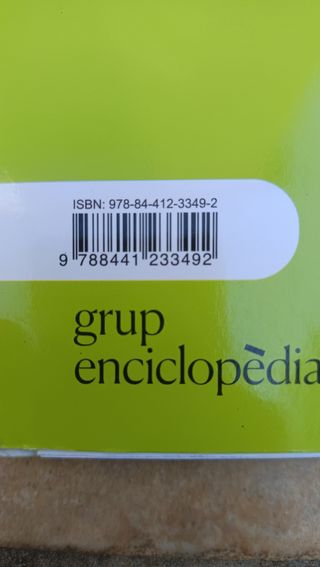 ISBN: 978-84-412-3349-2
9 788441 233492
grup
enciclopèdia